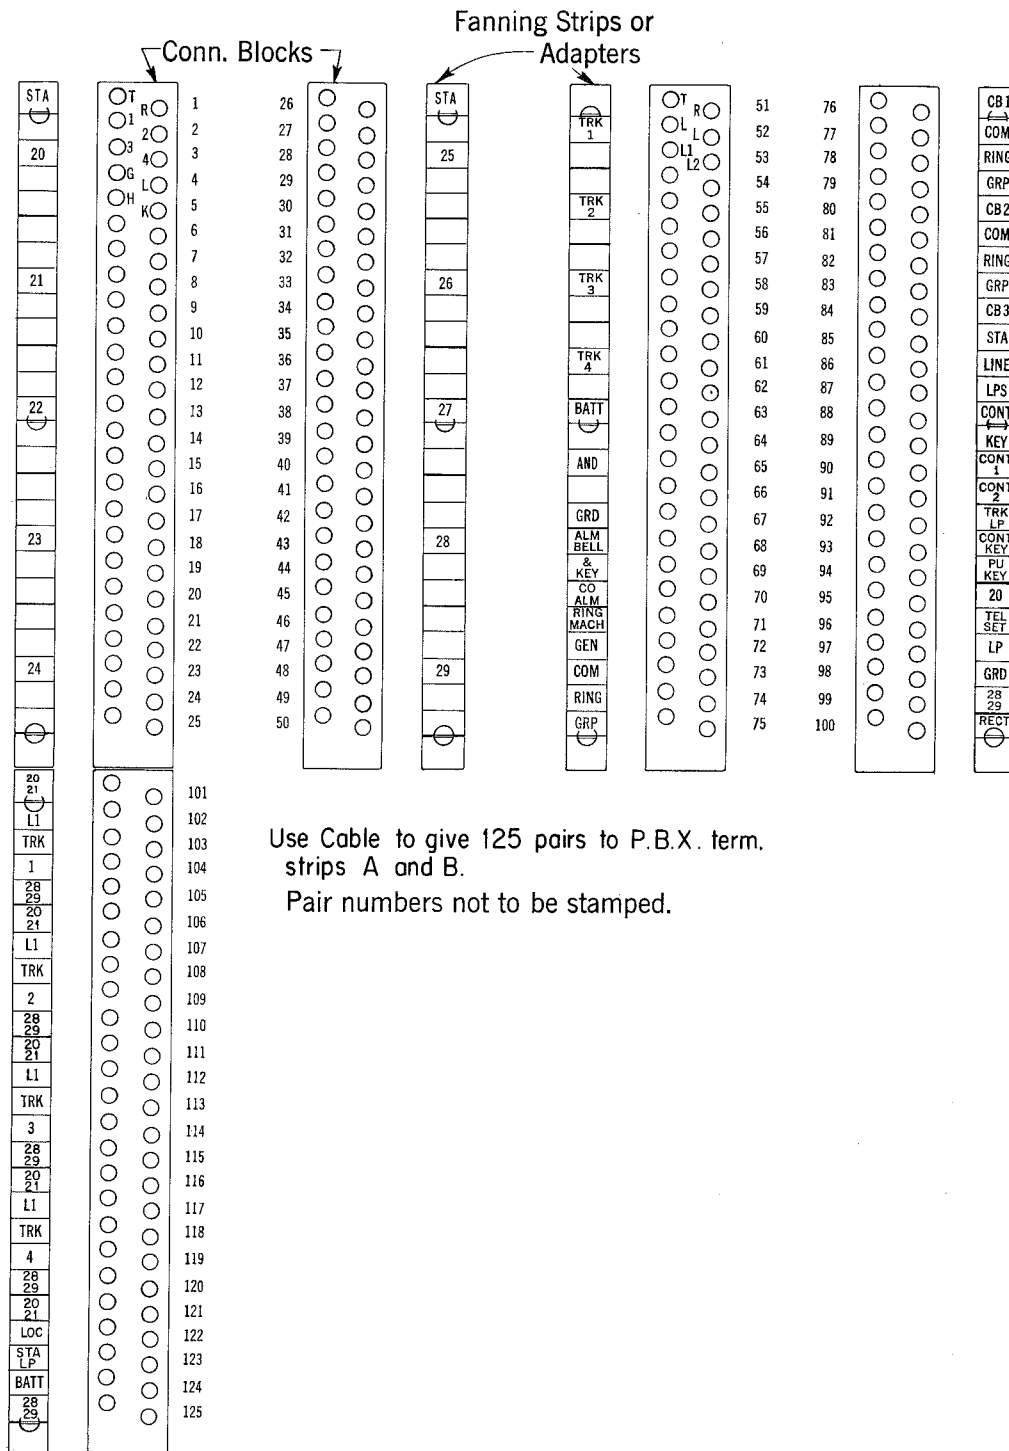 Fanning Strips or
Adapters
Conn. Blocks
STA
20
21
22
23
24
T
R
1
2
3
4
G
L
H
K
1
2
3
4
5
6
7
8
9
10
11
12
13
14
15
16
17
18
19
20
21
22
23
24
25
26
27
28
29
30
31
32
33
34
35
36
37
38
39
40
41
42
43
44
45
46
47
48
49
50
STA
25
26
27
28
29
TRK
1
TRK
2
TRK
3
TRK
4
BATT
AND
GRD
ALM
BELL
&
KEY
CO
ALM
RING
MACH
GEN
COM
RING
GRP
T
R
L
L
L1
L2
51
52
53
54
55
56
57
58
59
60
61
62
63
64
65
66
67
68
69
70
71
72
73
74
75
76
77
78
79
80
81
82
83
84
85
86
87
88
89
90
91
92
93
94
95
96
97
98
99
100
CB1
COM
RING
GRP
CB2
COM
RING
GRP
CB3
STA
LINE
LPS
CONT
KEY
CONT
1
CONT
2
TRK
LP
CONT
KEY
PU
KEY
20
TEL
SET
LP
GRD
28
29
RECT
20
21
L1
TRK
1
28
29
20
21
L1
TRK
2
28
29
20
21
L1
TRK
3
28
29
20
21
L1
TRK
4
28
29
20
21
LOC
STA
LP
BATT
28
29
101
102
103
104
105
106
107
108
109
110
111
112
113
114
115
116
117
118
119
120
121
122
123
124
125
Use Cable to give 125 pairs to P.B.X. term.
strips A and B.
Pair numbers not to be stamped.